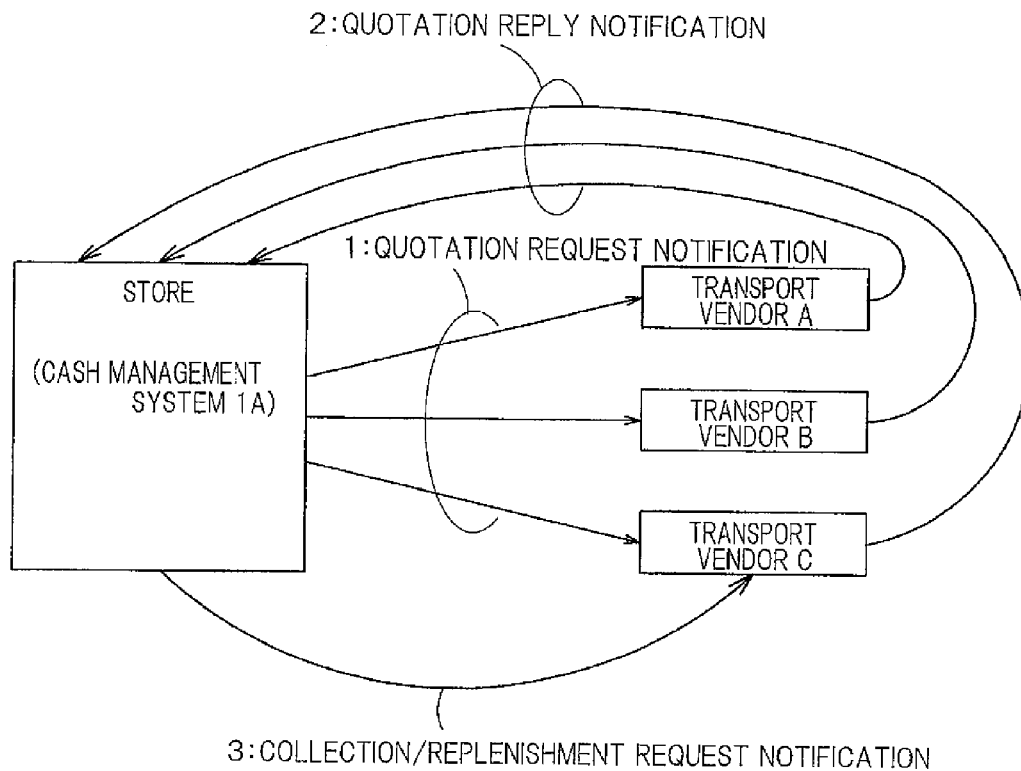 2:QUOTATION REPLY NOTIFICATION
1:QUOTATION REQUEST NOTIFICATION
STORE
(CASH MANAGEMENT
SYSTEM 1A)
TRANSPORT
VENDOR A
TRANSPORT
VENDOR B
TRANSPORT
VENDOR C
3:COLLECTION/REPLENISHMENT REQUEST NOTIFICATION